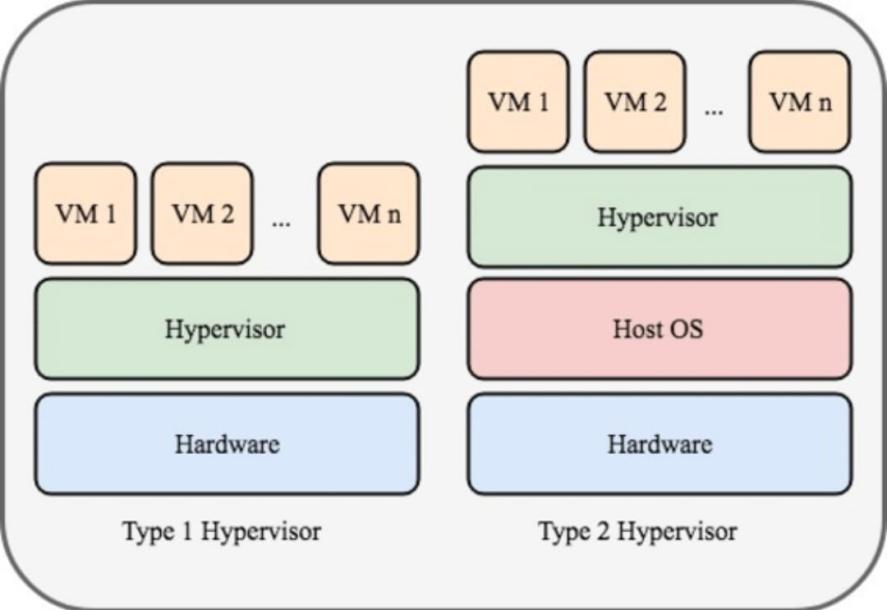 VM 1 VM 2 ... VM n
Hypervisor
Hardware
Type 1 Hypervisor
VM 1 VM 2 ... VM n
Hypervisor
Host OS
Hardware
Type 2 Hypervisor